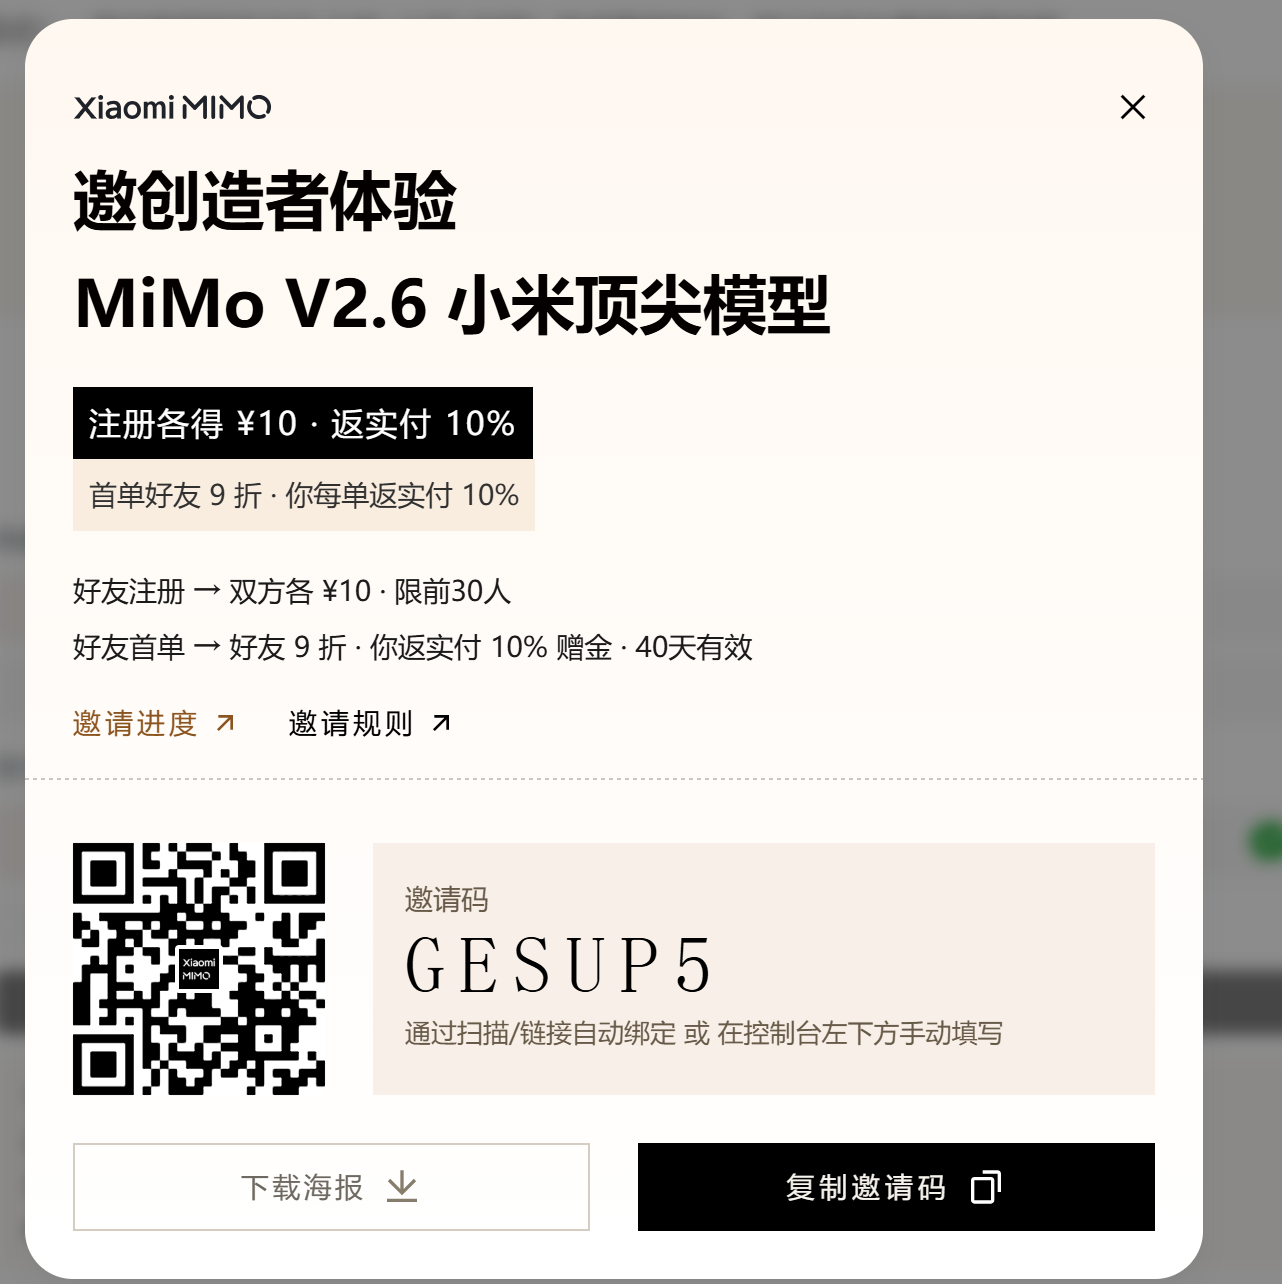 Xiaomi MIMO
邀创造者体验
MiMo V2.6 小米顶尖模型
注册各得 ¥10 · 返实付 10%
首单好友 9 折 · 你每单返实付 10%
好友注册 → 双方各 ¥10 · 限前30人
好友首单 → 好友 9 折 · 你返实付 10% 赠金 · 40天有效
邀请进度 ↗ 邀请规则 ↗
Xiaomi
MIMO
邀请码
GESUP5
通过扫描/链接自动绑定 或 在控制台左下方手动填写
下载海报
复制邀请码